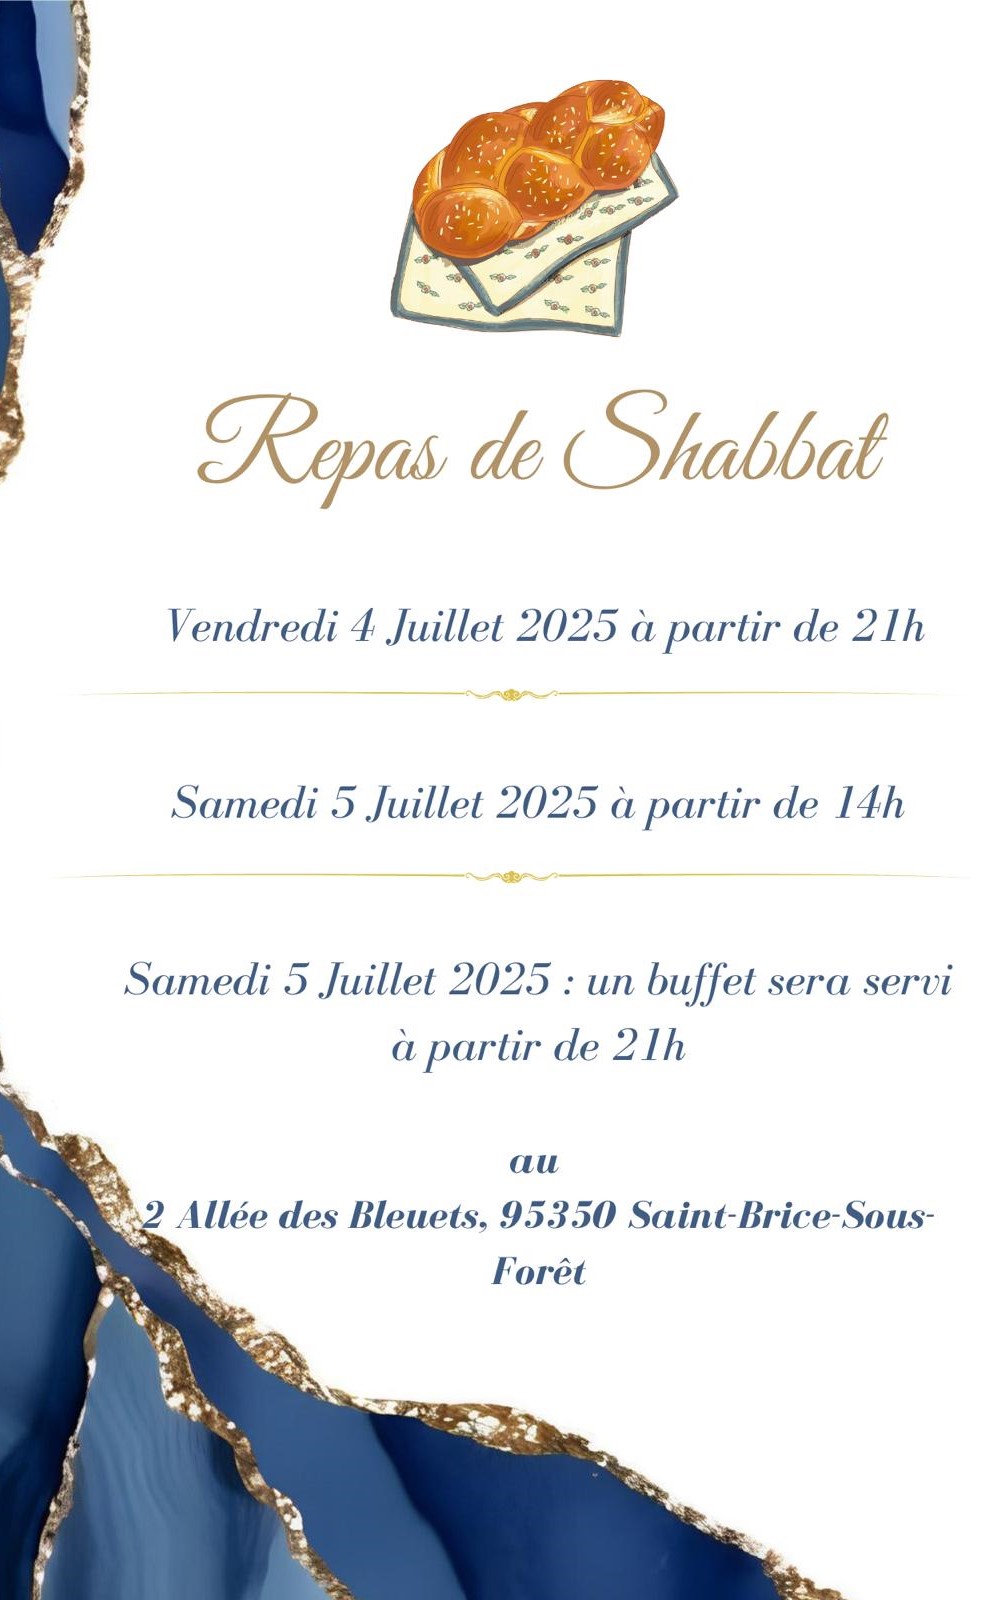 Repas de Shabbat
Vendredi 4 Juillet 2025 à partir de 21h
Samedi 5 Juillet 2025 à partir de 14h
Samedi 5 Juillet 2025 : un buffet sera servi
à partir de 21h
au
2 Allée des Bleuets, 95350 Saint-Brice-Sous-
Forêt